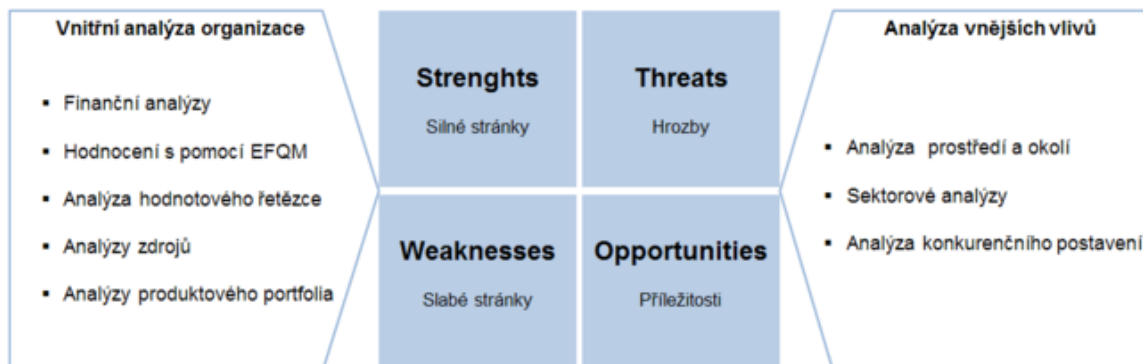 Vnitřní analýza organizace
▪ Finanční analýzy
▪ Hodnocení s pomocí EFQM
▪ Analýza hodnotového řetězce
▪ Analýzy zdrojů
▪ Analýzy produktového portfolia
Strenghts
Silné stránky
Threats
Hrozby
Weaknesses
Slabé stránky
Opportunities
Příležitosti
Analýza vnějších vlivů
▪ Analýza prostředí a okolí
▪ Sektorové analýzy
▪ Analýza konkurenčního postavení